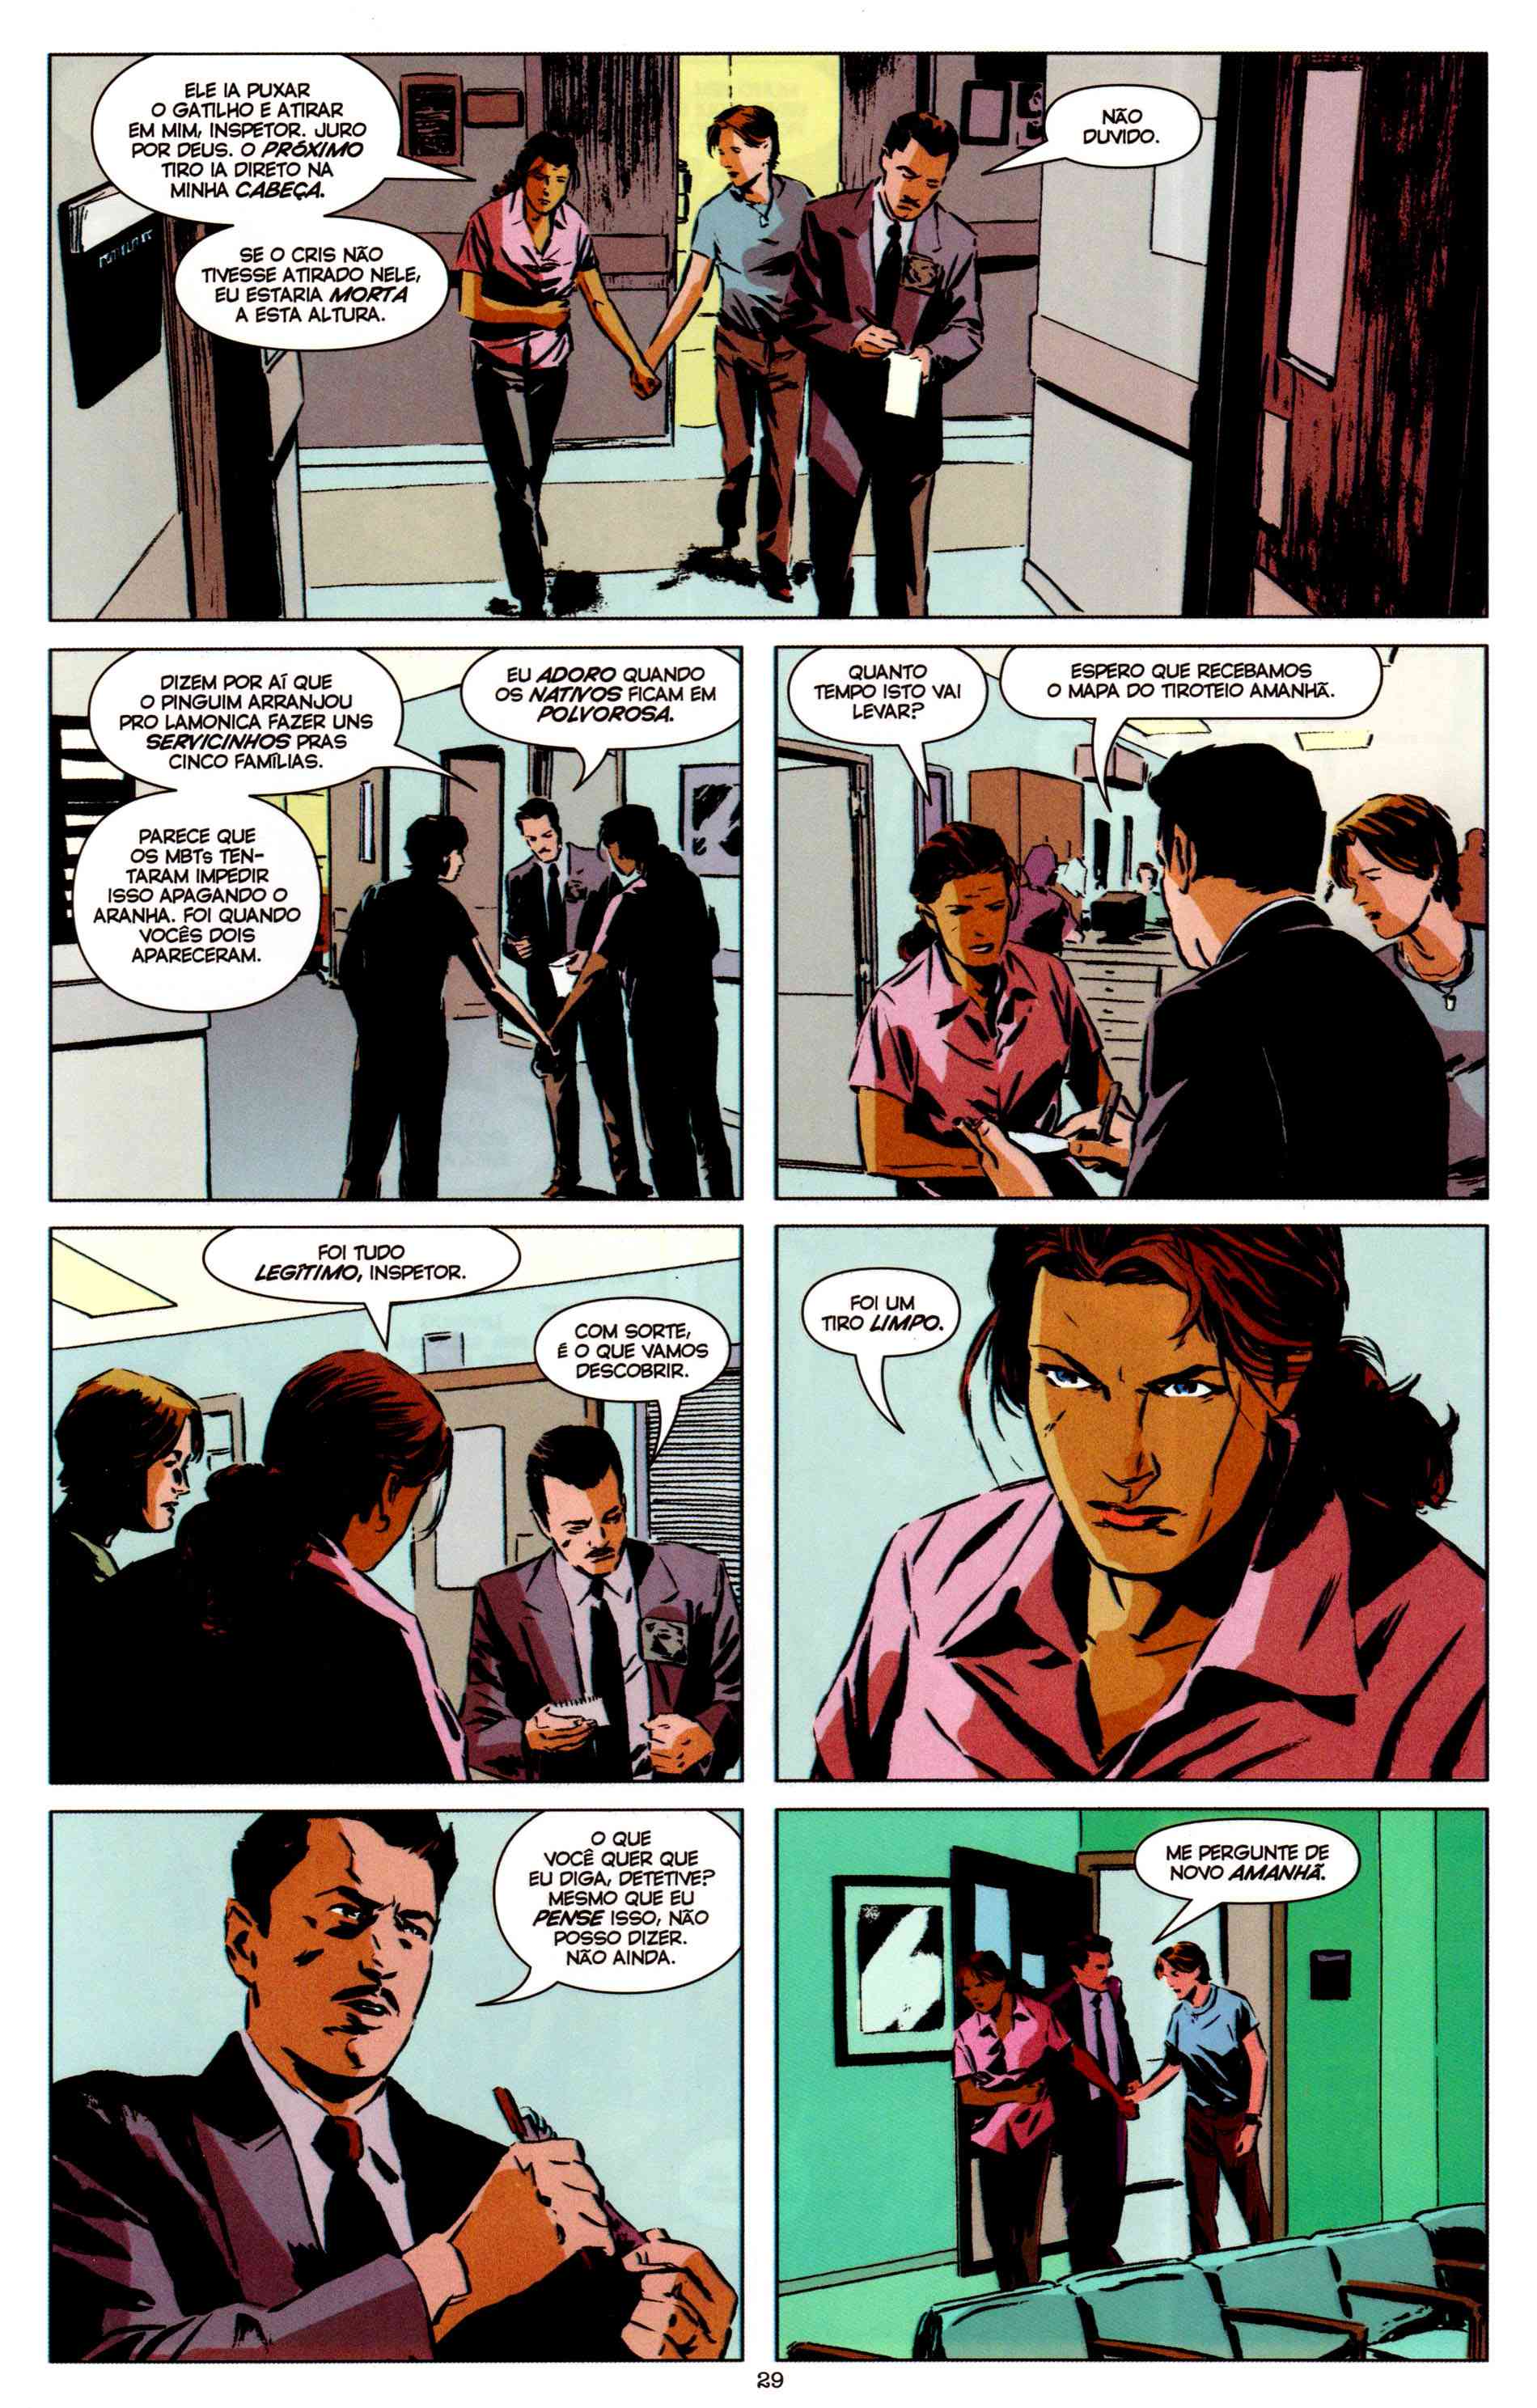 ELE IA PUXAR
O GATILHO E ATIRAR
EM MIM, INSPETOR. JURO
POR DEUS. O PRÓXIMO
TIRO IA DIRETO NA
MINHA CABEÇA.
SE O CRIS NÃO
TIVESSE ATIRADO NELE,
EU ESTARIA MORTA
A ESTA ALTURA.
NÃO
DUVIDO.
DIZEM POR AÍ QUE
O PINGUIM ARRANJOU
PRO LAMONICA FAZER UNS
SERVICINHOS PRAS
CINCO FAMÍLIAS.
PARECE QUE
OS MBTs TEN-
TARAM IMPEDIR
ISSO APAGANDO O
ARANHA. FOI QUANDO
VOCÊS DOIS
APARECERAM.
EU ADORO QUANDO
OS NATIVOS FICAM EM
POLVOROSA.
QUANTO
TEMPO ISTO VAI
LEVAR?
ESPERO QUE RECEBAMOS
O MAPA DO TIROTEIO AMANHÃ.
FOI TUDO
LEGÍTIMO, INSPETOR.
COM SORTE,
É O QUE VAMOS
DESCOBRIR.
FOI UM
TIRO LIMPO.
O QUE
VOCÊ QUER QUE
EU DIGA, DETETIVE?
MESMO QUE EU
PENSE ISSO, NÃO
POSSO DIZER.
NÃO AINDA.
ME PERGUNTE DE
NOVO AMANHÃ.
29